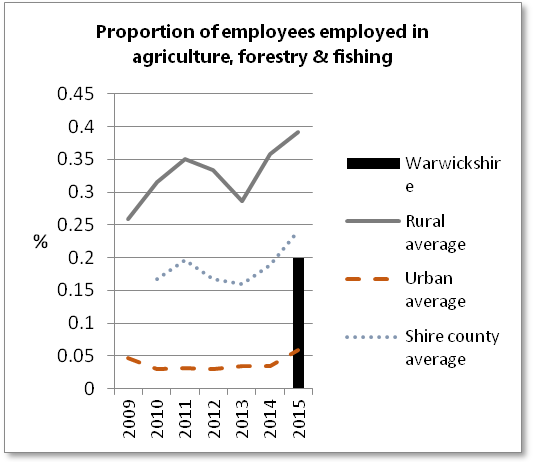 Proportion of employees employed in
agriculture, forestry & fishing
0.45
0.4
0.35
0.3
0.25
0.2
0.15
0.1
0.05
0
%
2009
2010
2011
2012
2013
2014
2015
Warwickshir
e
Rural
average
Urban
average
Shire county
average